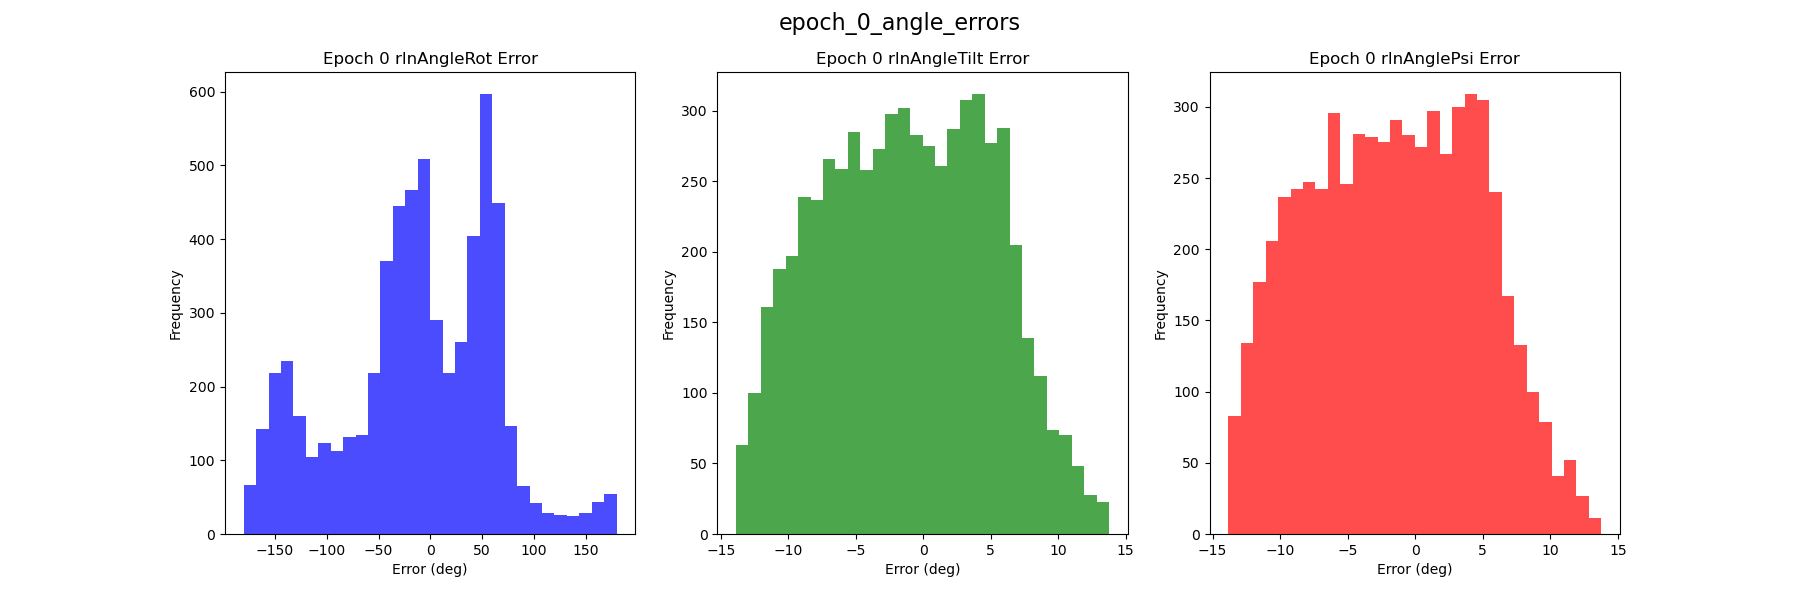 epoch_0_angle_errors
Epoch 0 rlnAngleRot Error
Frequency
600
500
400
300
200
100
0
−150 −100 −50 0 50 100 150
Error (deg)
Epoch 0 rlnAngleTilt Error
Frequency
300
250
200
150
100
50
0
−15 −10 −5 0 5 10 15
Error (deg)
Epoch 0 rlnAnglePsi Error
Frequency
300
250
200
150
100
50
0
−15 −10 −5 0 5 10 15
Error (deg)